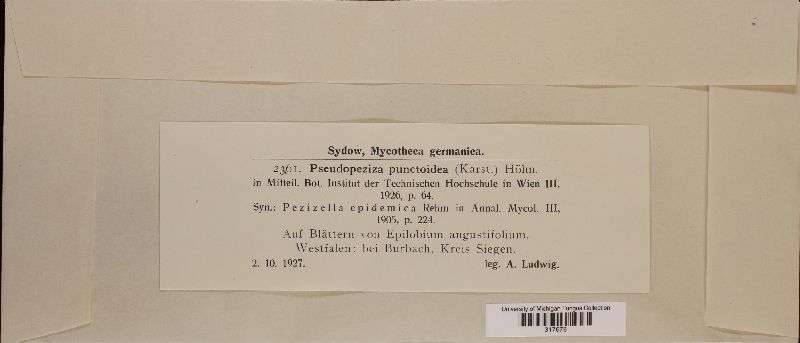 Sydow, Mycotheca germanica.
2361. Pseudopeziza punctoidea (Karst.) Höhn.
in Mitteil. Bot. Institut der Technischen Hochschule in Wien III,
1926, p. 64.
Syn.: Pezizella epidemica Rehm in Annal. Mycol. III,
1905, p. 224.
Auf Blättern von Epilobium angustifolium.
Westfalen: bei Burbach, Kreis Siegen.
2. 10. 1927. leg. A. Ludwig.
University of Michigan Fungus Collection